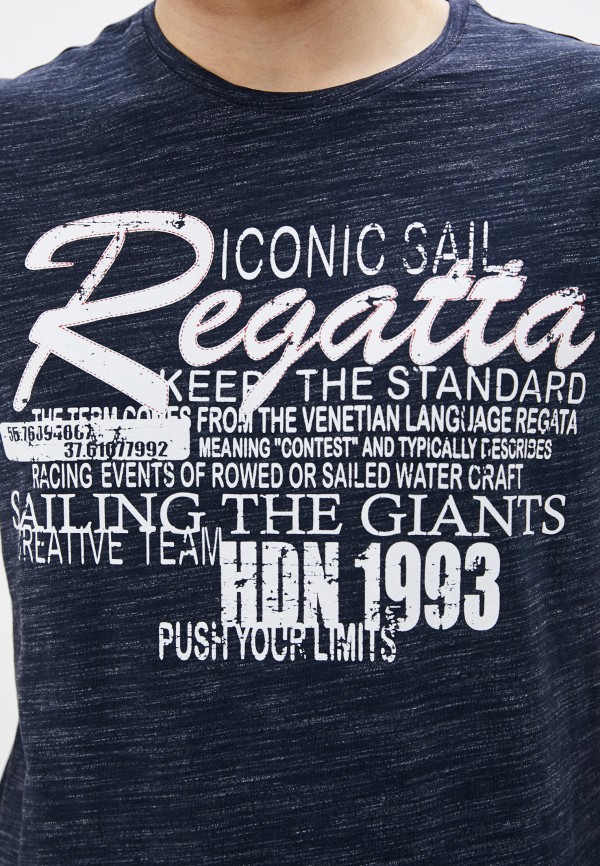 ICONIC SAIL
Regatta
KEEP THE STANDARD
THE TERM COMES FROM THE VENETIAN LANGUAGE REGATA
37.61077992 MEANING "CONTEST" AND TYPICALLY DESCRIBES
RACING EVENTS OF ROWED OR SAILED WATER CRAFT
SAILING THE GIANTS
CREATIVE TEAM
HDN 1993
PUSH YOUR LIMITS